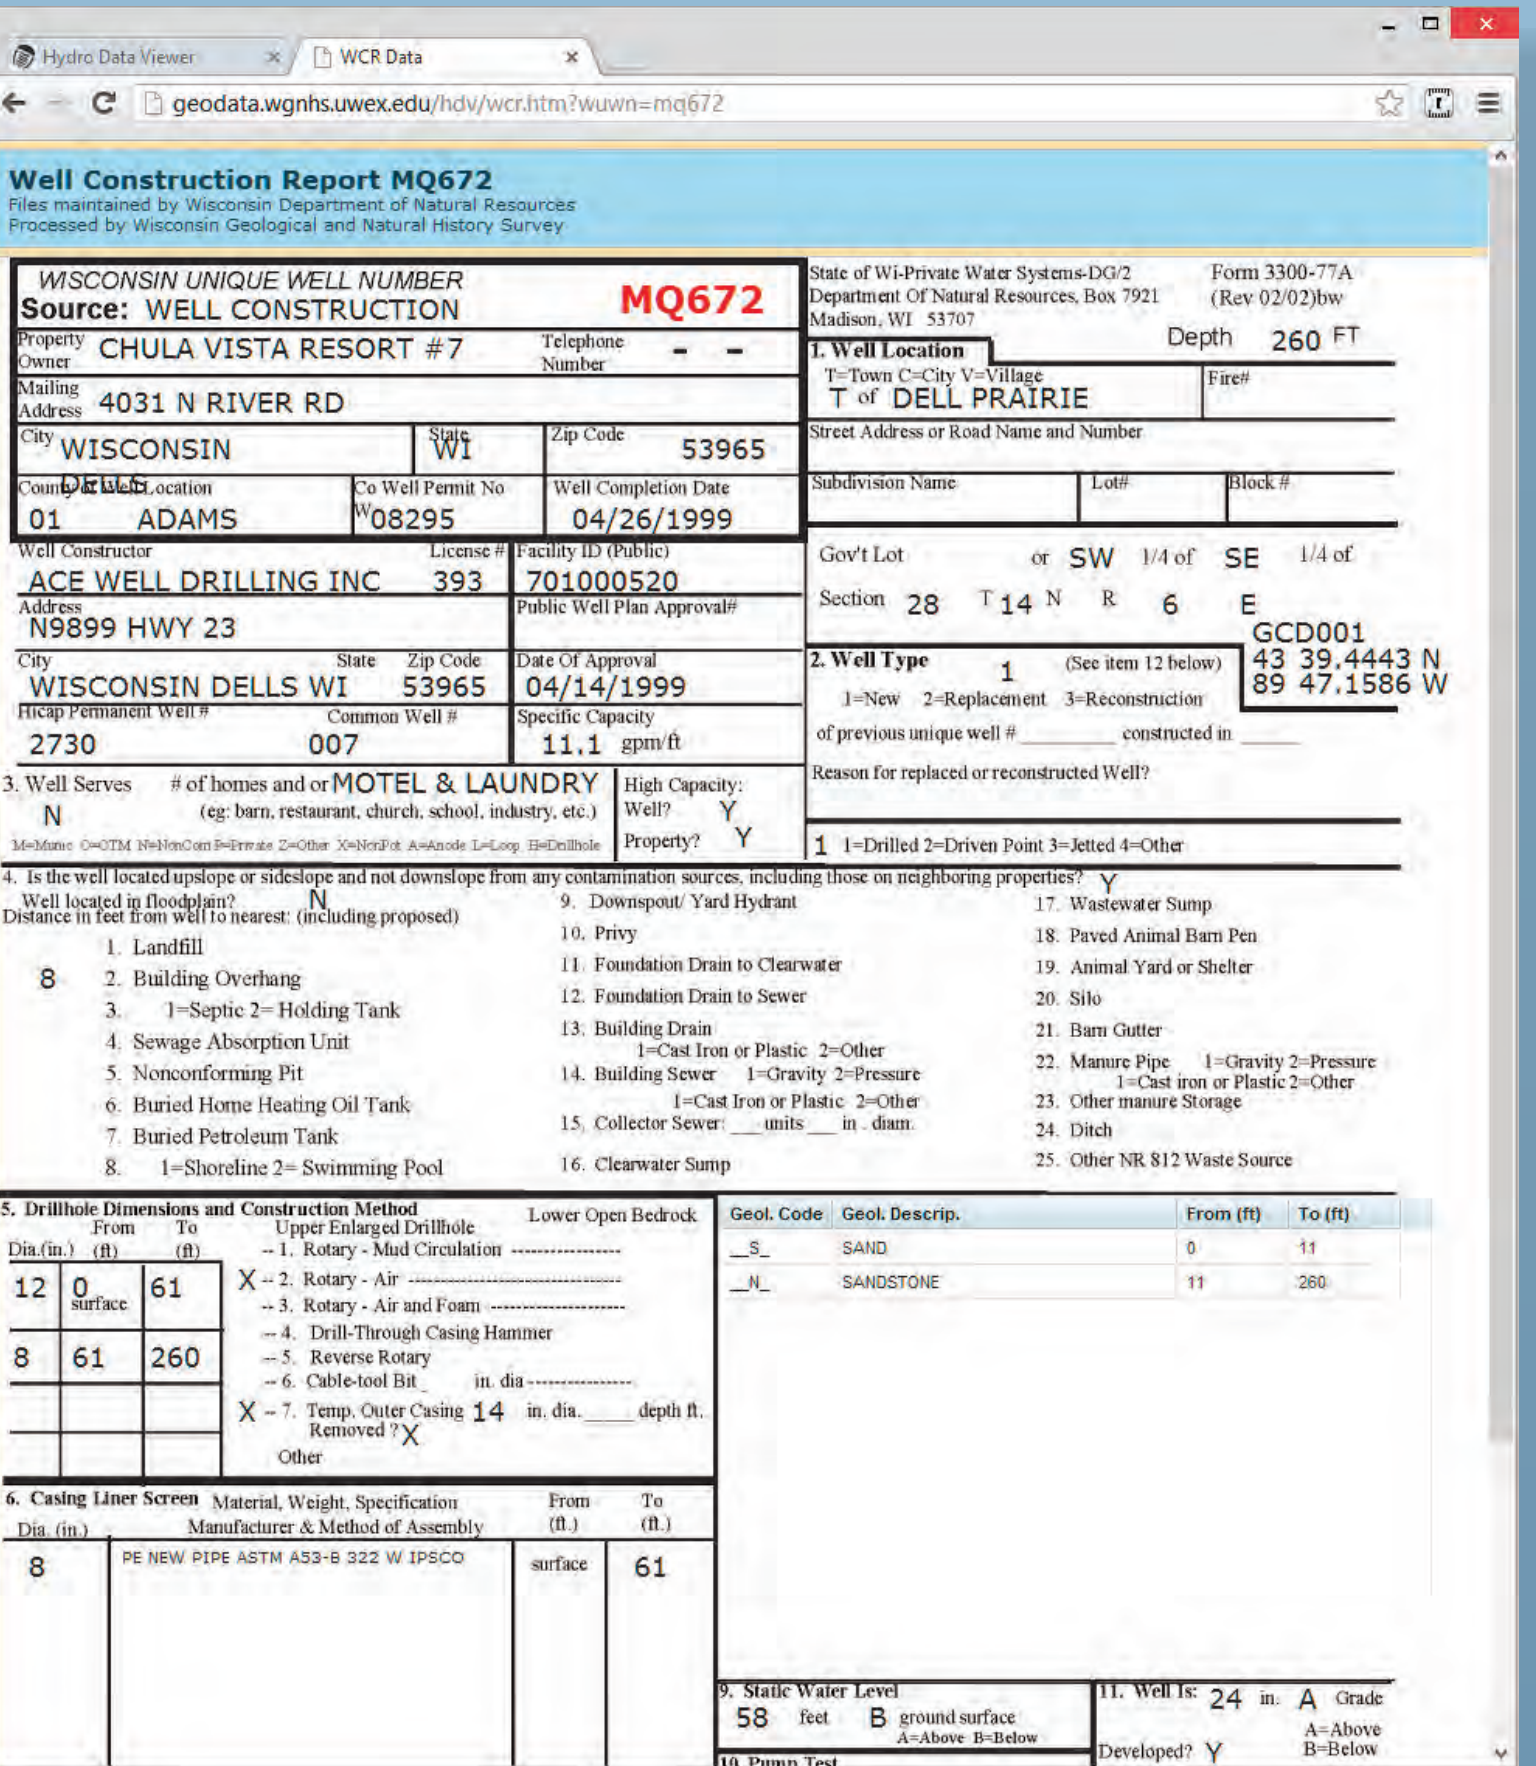 Hydro Data Viewer
WCR Data
geodata.wgnhs.uwex.edu/hdv/wcr.htm?wuwn=mq672
Well Construction Report MQ672
Files maintained by Wisconsin Department of Natural Resources
Processed by Wisconsin Geological and Natural History Survey
WISCONSIN UNIQUE WELL NUMBER
Source: WELL CONSTRUCTION
MQ672
Property Owner CHULA VISTA RESORT #7
Telephone Number - -
Mailing Address 4031 N RIVER RD
City WISCONSIN DELLS
State WI
Zip Code 53965
County of Well Location 01 ADAMS
Co Well Permit No W 08295
Well Completion Date 04/26/1999
State of Wi-Private Water Systems-DG/2
Department Of Natural Resources, Box 7921
Madison, WI 53707
Form 3300-77A
(Rev 02/02)bw
Depth 260 FT
1. Well Location
T=Town C=City V=Village
T of DELL PRAIRIE
Fire#
Street Address or Road Name and Number
Subdivision Name
Lot#
Block #
Well Constructor
License #
ACE WELL DRILLING INC 393
Facility ID (Public)
701000520
Address
N9899 HWY 23
Public Well Plan Approval#
City State Zip Code
WISCONSIN DELLS WI 53965
Date Of Approval
04/14/1999
Hicap Permanent Well #
2730
Common Well #
007
Specific Capacity
11.1 gpm/ft
Gov't Lot or SW 1/4 of SE 1/4 of
Section 28 T 14 N R 6 E
GCD001
43 39.4443 N
89 47.1586 W
2. Well Type 1 (See item 12 below)
1=New 2=Replacement 3=Reconstruction
of previous unique well # ______ constructed in ______
Reason for replaced or reconstructed Well?
1 1=Drilled 2=Driven Point 3=Jetted 4=Other
3. Well Serves # of homes and or MOTEL & LAUNDRY
N (eg: barn, restaurant, church, school, industry, etc.)
M=Munic O=OTM N=NonCom P=Private Z=Other X=NonPot A=Anode L=Loop H=Drillhole
High Capacity:
Well? Y
Property? Y
4. Is the well located upslope or sideslope and not downslope from any contamination sources, including those on neighboring properties? Y
Well located in floodplain? N
Distance in feet from well to nearest: (including proposed)
1. Landfill
8 2. Building Overhang
3. 1=Septic 2= Holding Tank
4. Sewage Absorption Unit
5. Nonconforming Pit
6. Buried Home Heating Oil Tank
7. Buried Petroleum Tank
8. 1=Shoreline 2= Swimming Pool
9. Downspout/ Yard Hydrant
10. Privy
11. Foundation Drain to Clearwater
12. Foundation Drain to Sewer
13. Building Drain
1=Cast Iron or Plastic 2=Other
14. Building Sewer 1=Gravity 2=Pressure
1=Cast Iron or Plastic 2=Other
15. Collector Sewer: ___ units ___ in . diam.
16. Clearwater Sump
17. Wastewater Sump
18. Paved Animal Barn Pen
19. Animal Yard or Shelter
20. Silo
21. Barn Gutter
22. Manure Pipe 1=Gravity 2=Pressure
1=Cast iron or Plastic 2=Other
23. Other manure Storage
24. Ditch
25. Other NR 812 Waste Source
5. Drillhole Dimensions and Construction Method
From To Upper Enlarged Drillhole Lower Open Bedrock
Dia.(in.) (ft) (ft)
12 0 surface 61
8 61 260
-- 1. Rotary - Mud Circulation -----------------
X -- 2. Rotary - Air ---------------------------------
-- 3. Rotary - Air and Foam ---------------------
-- 4. Drill-Through Casing Hammer
-- 5. Reverse Rotary
-- 6. Cable-tool Bit _ in. dia ----------------
X -- 7. Temp. Outer Casing 14 in. dia. _____ depth ft.
Removed ? X
Other
Geol. Code Geol. Descrip. From (ft) To (ft)
__S_ SAND 0 11
__N_ SANDSTONE 11 260
6. Casing Liner Screen Material, Weight, Specification From To
Dia. (in.) Manufacturer & Method of Assembly (ft.) (ft.)
8 PE NEW PIPE ASTM A53-B 322 W IPSCO surface 61
9. Static Water Level
58 feet B ground surface
A=Above B=Below
10. Pump Test
11. Well Is: 24 in. A Grade
A=Above
B=Below
Developed? Y